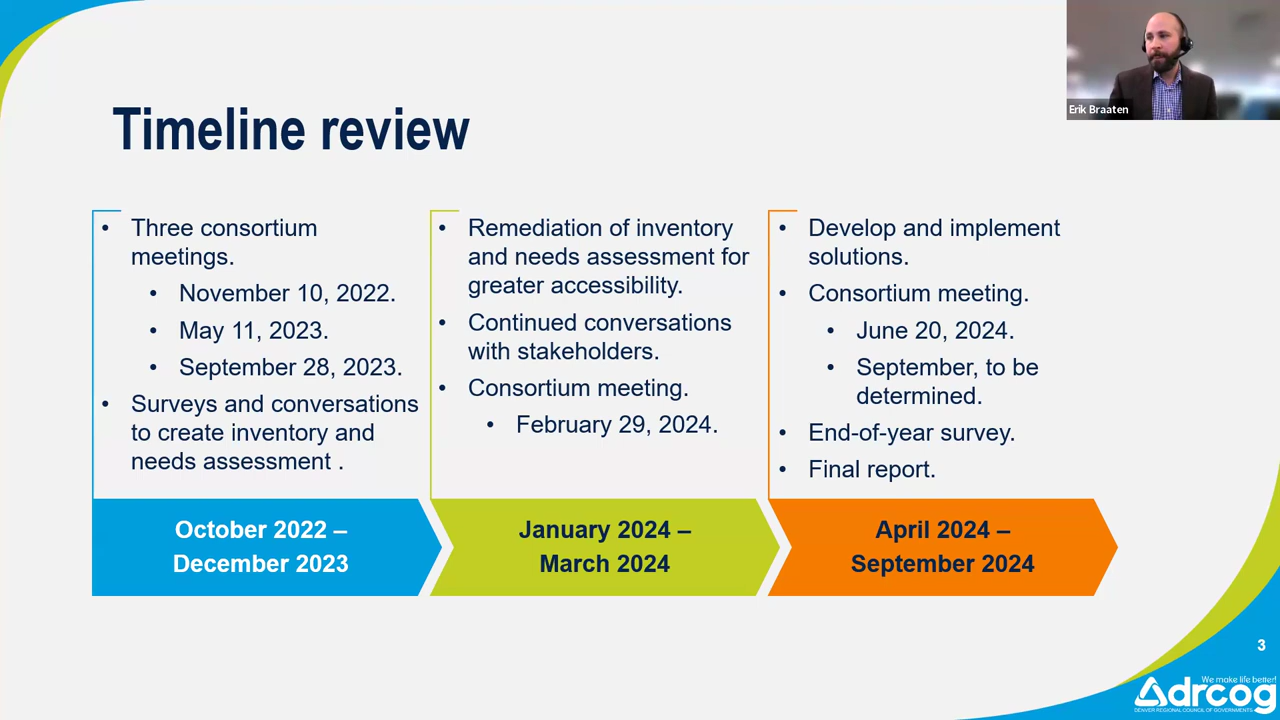 Erik Braaten
Timeline review
• Three consortium
meetings.
• November 10, 2022.
• May 11, 2023.
• September 28, 2023.
• Surveys and conversations
to create inventory and
needs assessment .
October 2022 –
December 2023
• Remediation of inventory
and needs assessment for
greater accessibility.
• Continued conversations
with stakeholders.
• Consortium meeting.
• February 29, 2024.
January 2024 –
March 2024
• Develop and implement
solutions.
• Consortium meeting.
• June 20, 2024.
• September, to be
determined.
• End-of-year survey.
• Final report.
April 2024 –
September 2024
3
We make life better!
drcog
DENVER REGIONAL COUNCIL OF GOVERNMENTS